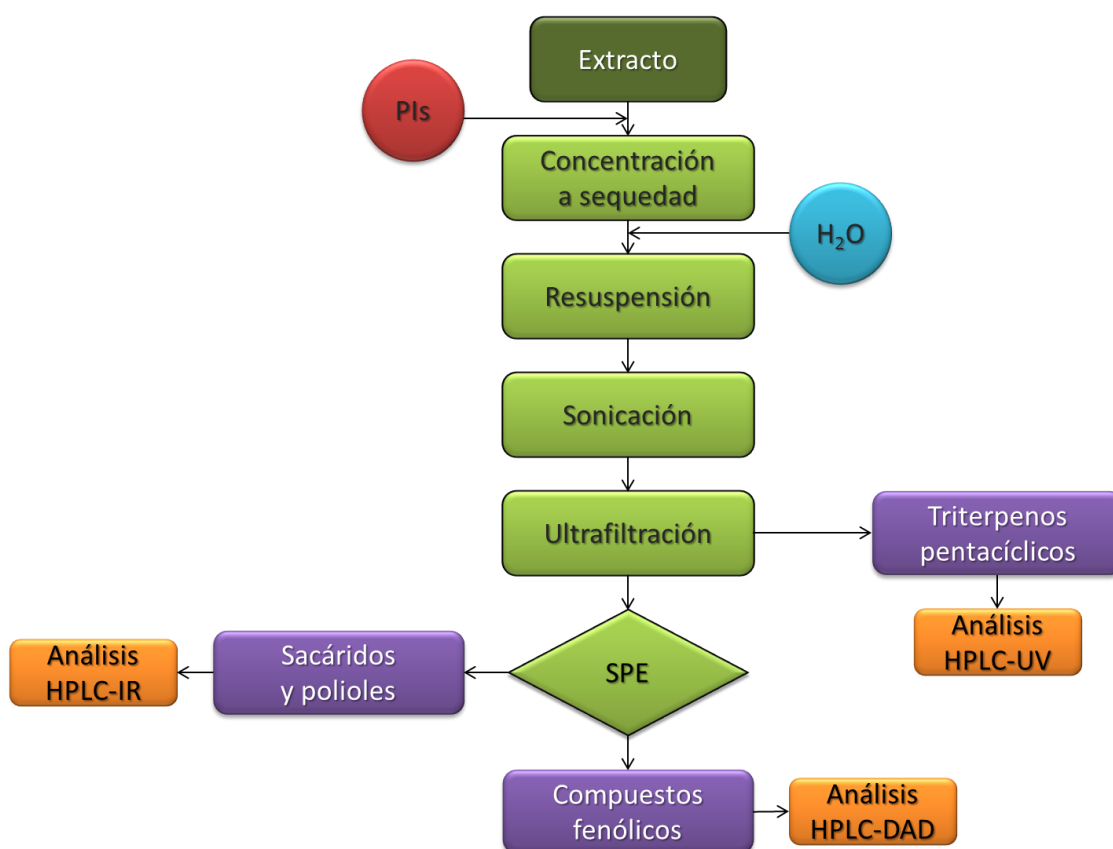 Extracto
PIs
Concentración
a sequedad
H₂O
Resuspensión
Sonicación
Ultrafiltración
Triterpenos
pentacíclicos
Análisis
HPLC-UV
SPE
Sacáridos
y polioles
Análisis
HPLC-IR
Compuestos
fenólicos
Análisis
HPLC-DAD